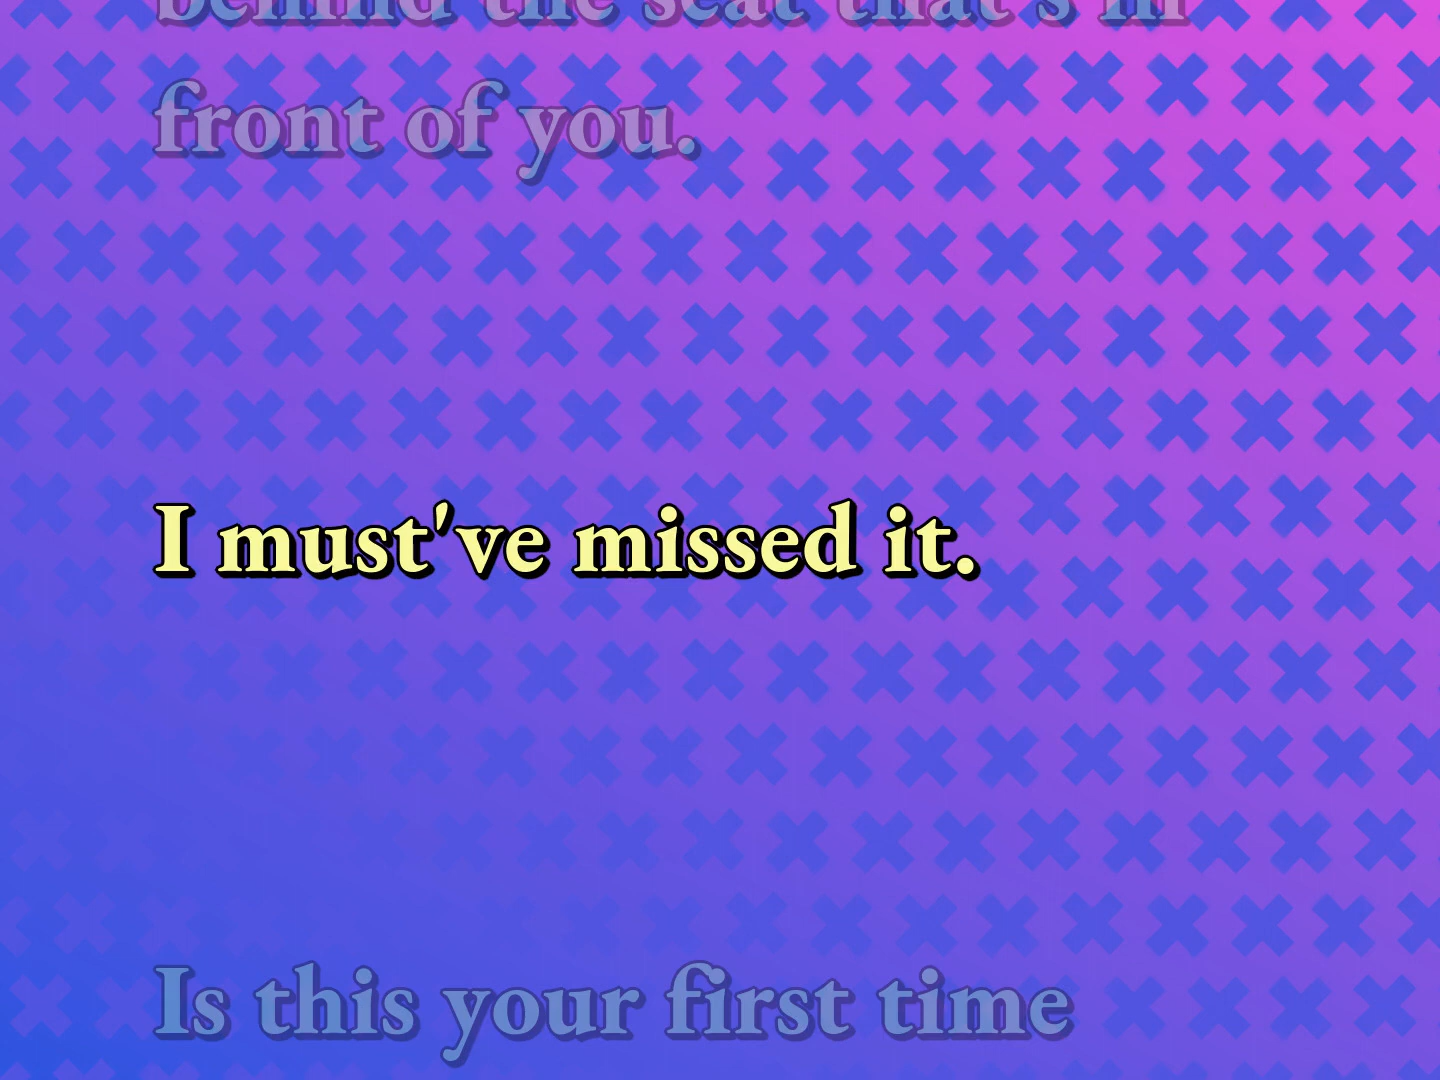 behind the seat that's in
front of you.
I must've missed it.
Is this your first time